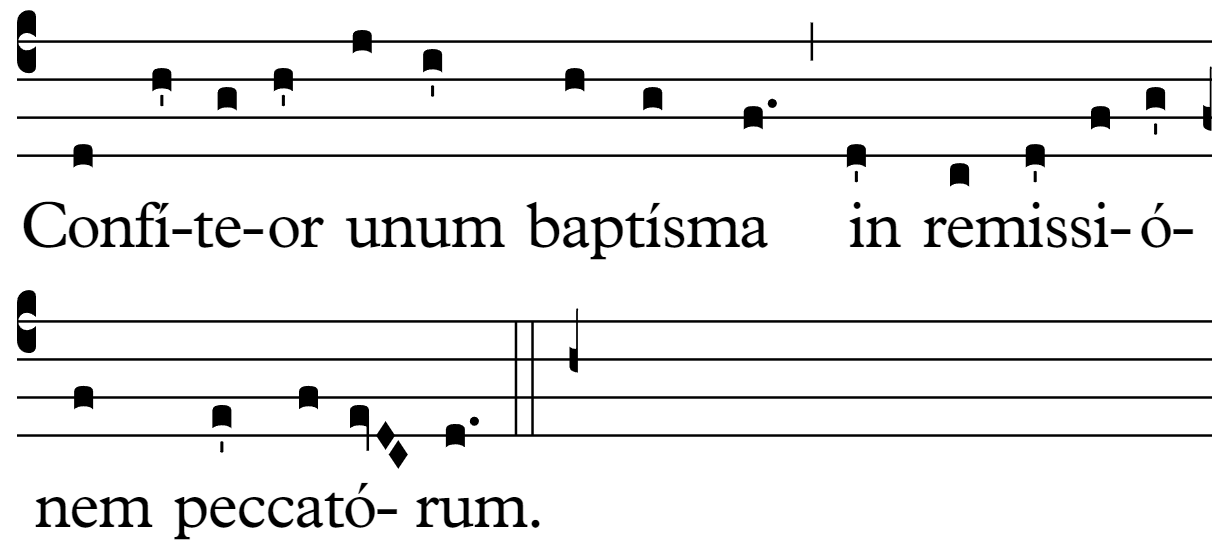 Confí-te-or unum baptísma in remissi-ó-
nem peccató- rum.